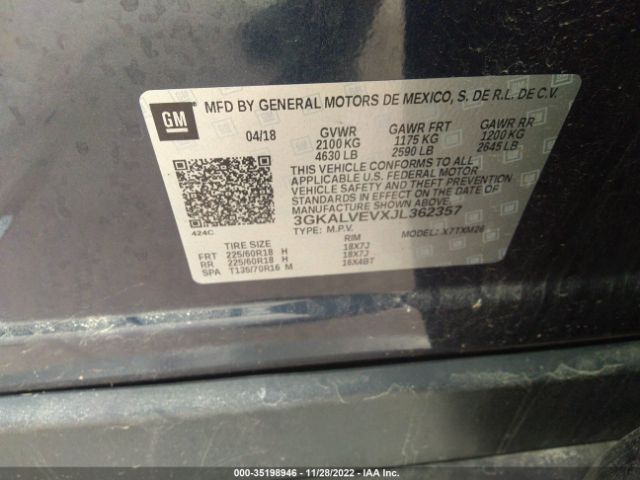 GM
MFD BY GENERAL MOTORS DE MEXICO, S. DE R.L. DE C.V.
04/18 GVWR GAWR FRT GAWR RR
2100 KG 1175 KG 1200 KG
4630 LB 2590 LB 2645 LB
THIS VEHICLE CONFORMS TO ALL
APPLICABLE U.S. FEDERAL MOTOR
VEHICLE SAFETY AND THEFT PREVENTION
STANDARDS IN EFFECT ON THE DATE OF
MANUFACTURE SHOWN ABOVE.
3GKALVEVXJL362357
424C TYPE: M.P.V. MODEL: X7TXM26
TIRE SIZE RIM
FRT 225/60R18 H 18X7J
RR 225/60R18 H 18X7J
SPA T135/70R16 M 16X4BT
000-35198946 - 11/28/2022 - IAA Inc.